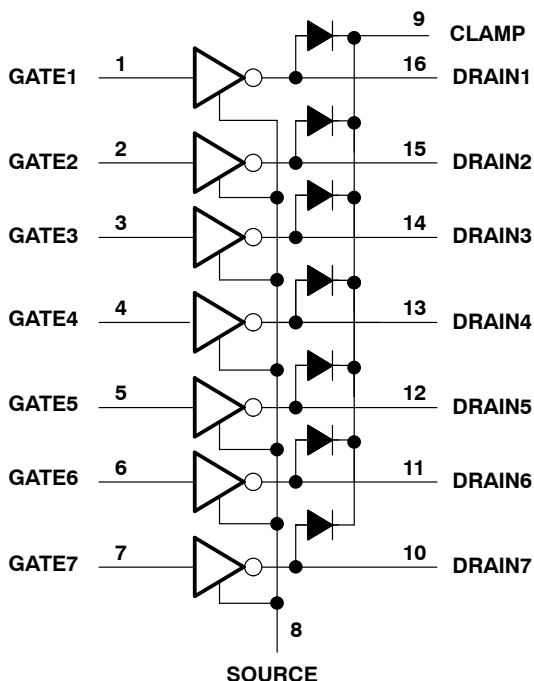 9 CLAMP
GATE1 1 16 DRAIN1
GATE2 2 15 DRAIN2
GATE3 3 14 DRAIN3
GATE4 4 13 DRAIN4
GATE5 5 12 DRAIN5
GATE6 6 11 DRAIN6
GATE7 7 10 DRAIN7
8
SOURCE